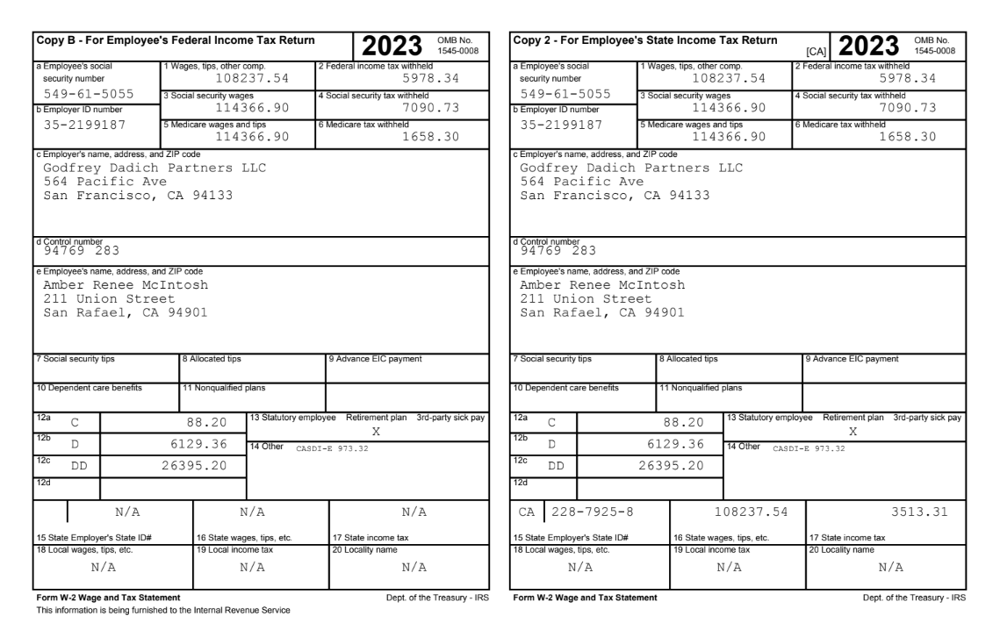 Copy B - For Employee's Federal Income Tax Return
2023
OMB No.
1545-0008
a Employee's social
security number
549-61-5055
1 Wages, tips, other comp.
108237.54
2 Federal income tax withheld
5978.34
3 Social security wages
114366.90
4 Social security tax withheld
7090.73
b Employer ID number
35-2199187
5 Medicare wages and tips
114366.90
6 Medicare tax withheld
1658.30
c Employer's name, address, and ZIP code
Godfrey Dadich Partners LLC
564 Pacific Ave
San Francisco, CA 94133
d Control number
94769 283
e Employee's name, address, and ZIP code
Amber Renee McIntosh
211 Union Street
San Rafael, CA 94901
7 Social security tips
8 Allocated tips
9 Advance EIC payment
10 Dependent care benefits
11 Nonqualified plans
12a C 88.20
13 Statutory employee Retirement plan 3rd-party sick pay
X
12b D 6129.36
14 Other CASDI-E 973.32
12c DD 26395.20
12d
N/A N/A N/A
15 State Employer's State ID#
16 State wages, tips, etc.
17 State income tax
18 Local wages, tips, etc.
19 Local income tax
20 Locality name
N/A N/A N/A
Form W-2 Wage and Tax Statement
Dept. of the Treasury - IRS
This information is being furnished to the Internal Revenue Service
Copy 2 - For Employee's State Income Tax Return
[CA]
2023
OMB No.
1545-0008
a Employee's social
security number
549-61-5055
1 Wages, tips, other comp.
108237.54
2 Federal income tax withheld
5978.34
3 Social security wages
114366.90
4 Social security tax withheld
7090.73
b Employer ID number
35-2199187
5 Medicare wages and tips
114366.90
6 Medicare tax withheld
1658.30
c Employer's name, address, and ZIP code
Godfrey Dadich Partners LLC
564 Pacific Ave
San Francisco, CA 94133
d Control number
94769 283
e Employee's name, address, and ZIP code
Amber Renee McIntosh
211 Union Street
San Rafael, CA 94901
7 Social security tips
8 Allocated tips
9 Advance EIC payment
10 Dependent care benefits
11 Nonqualified plans
12a C 88.20
13 Statutory employee Retirement plan 3rd-party sick pay
X
12b D 6129.36
14 Other CASDI-E 973.32
12c DD 26395.20
12d
CA 228-7925-8 108237.54 3513.31
15 State Employer's State ID#
16 State wages, tips, etc.
17 State income tax
18 Local wages, tips, etc.
19 Local income tax
20 Locality name
N/A N/A N/A
Form W-2 Wage and Tax Statement
Dept. of the Treasury - IRS